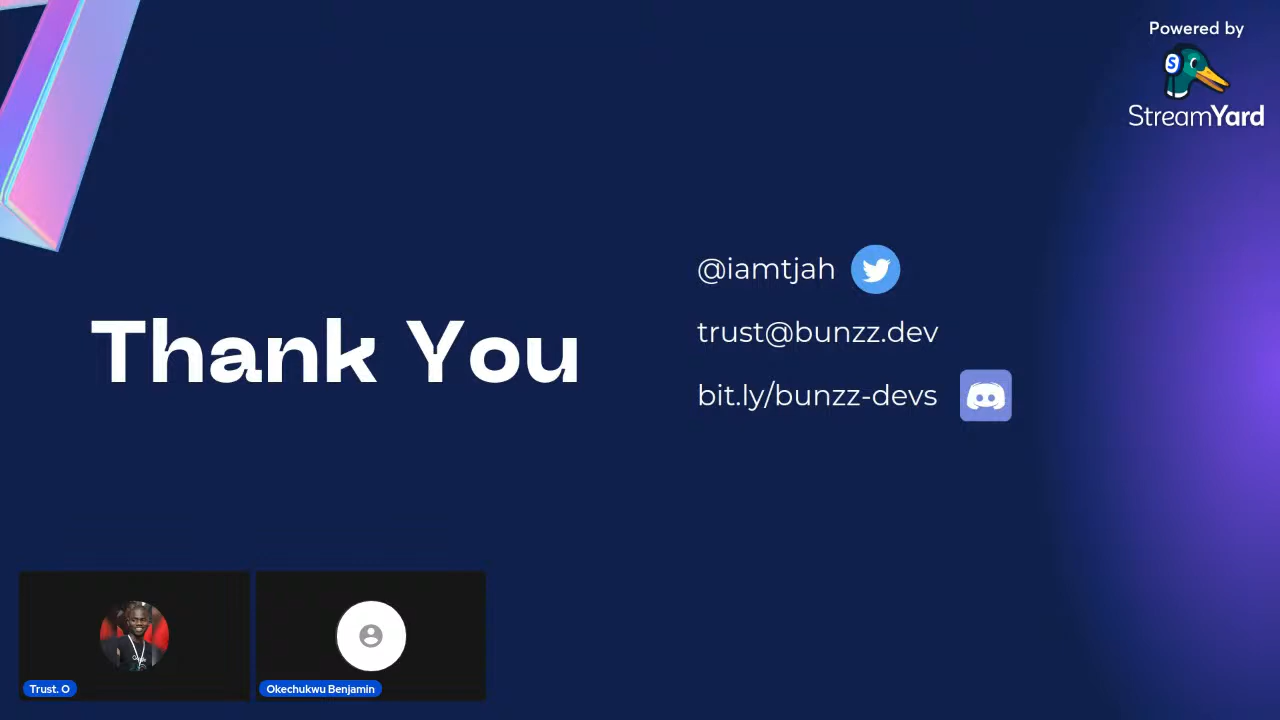 Powered by
StreamYard
@iamtjah
trust@bunzz.dev
Thank You
bit.ly/bunzz-devs
Trust. O
Okechukwu Benjamin